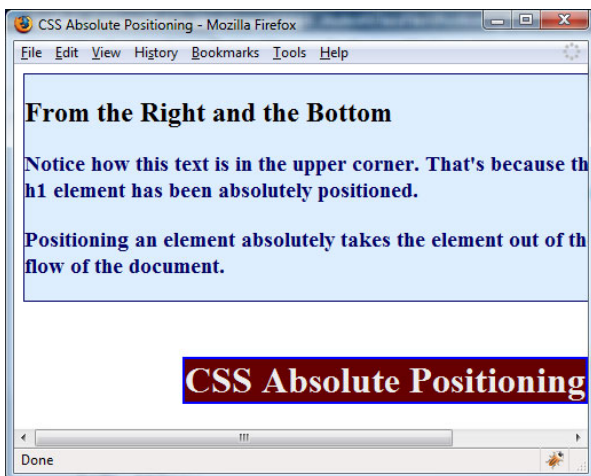 CSS Absolute Positioning - Mozilla Firefox
File Edit View History Bookmarks Tools Help
From the Right and the Bottom
Notice how this text is in the upper corner. That's because th
h1 element has been absolutely positioned.
Positioning an element absolutely takes the element out of th
flow of the document.
CSS Absolute Positioning
Done